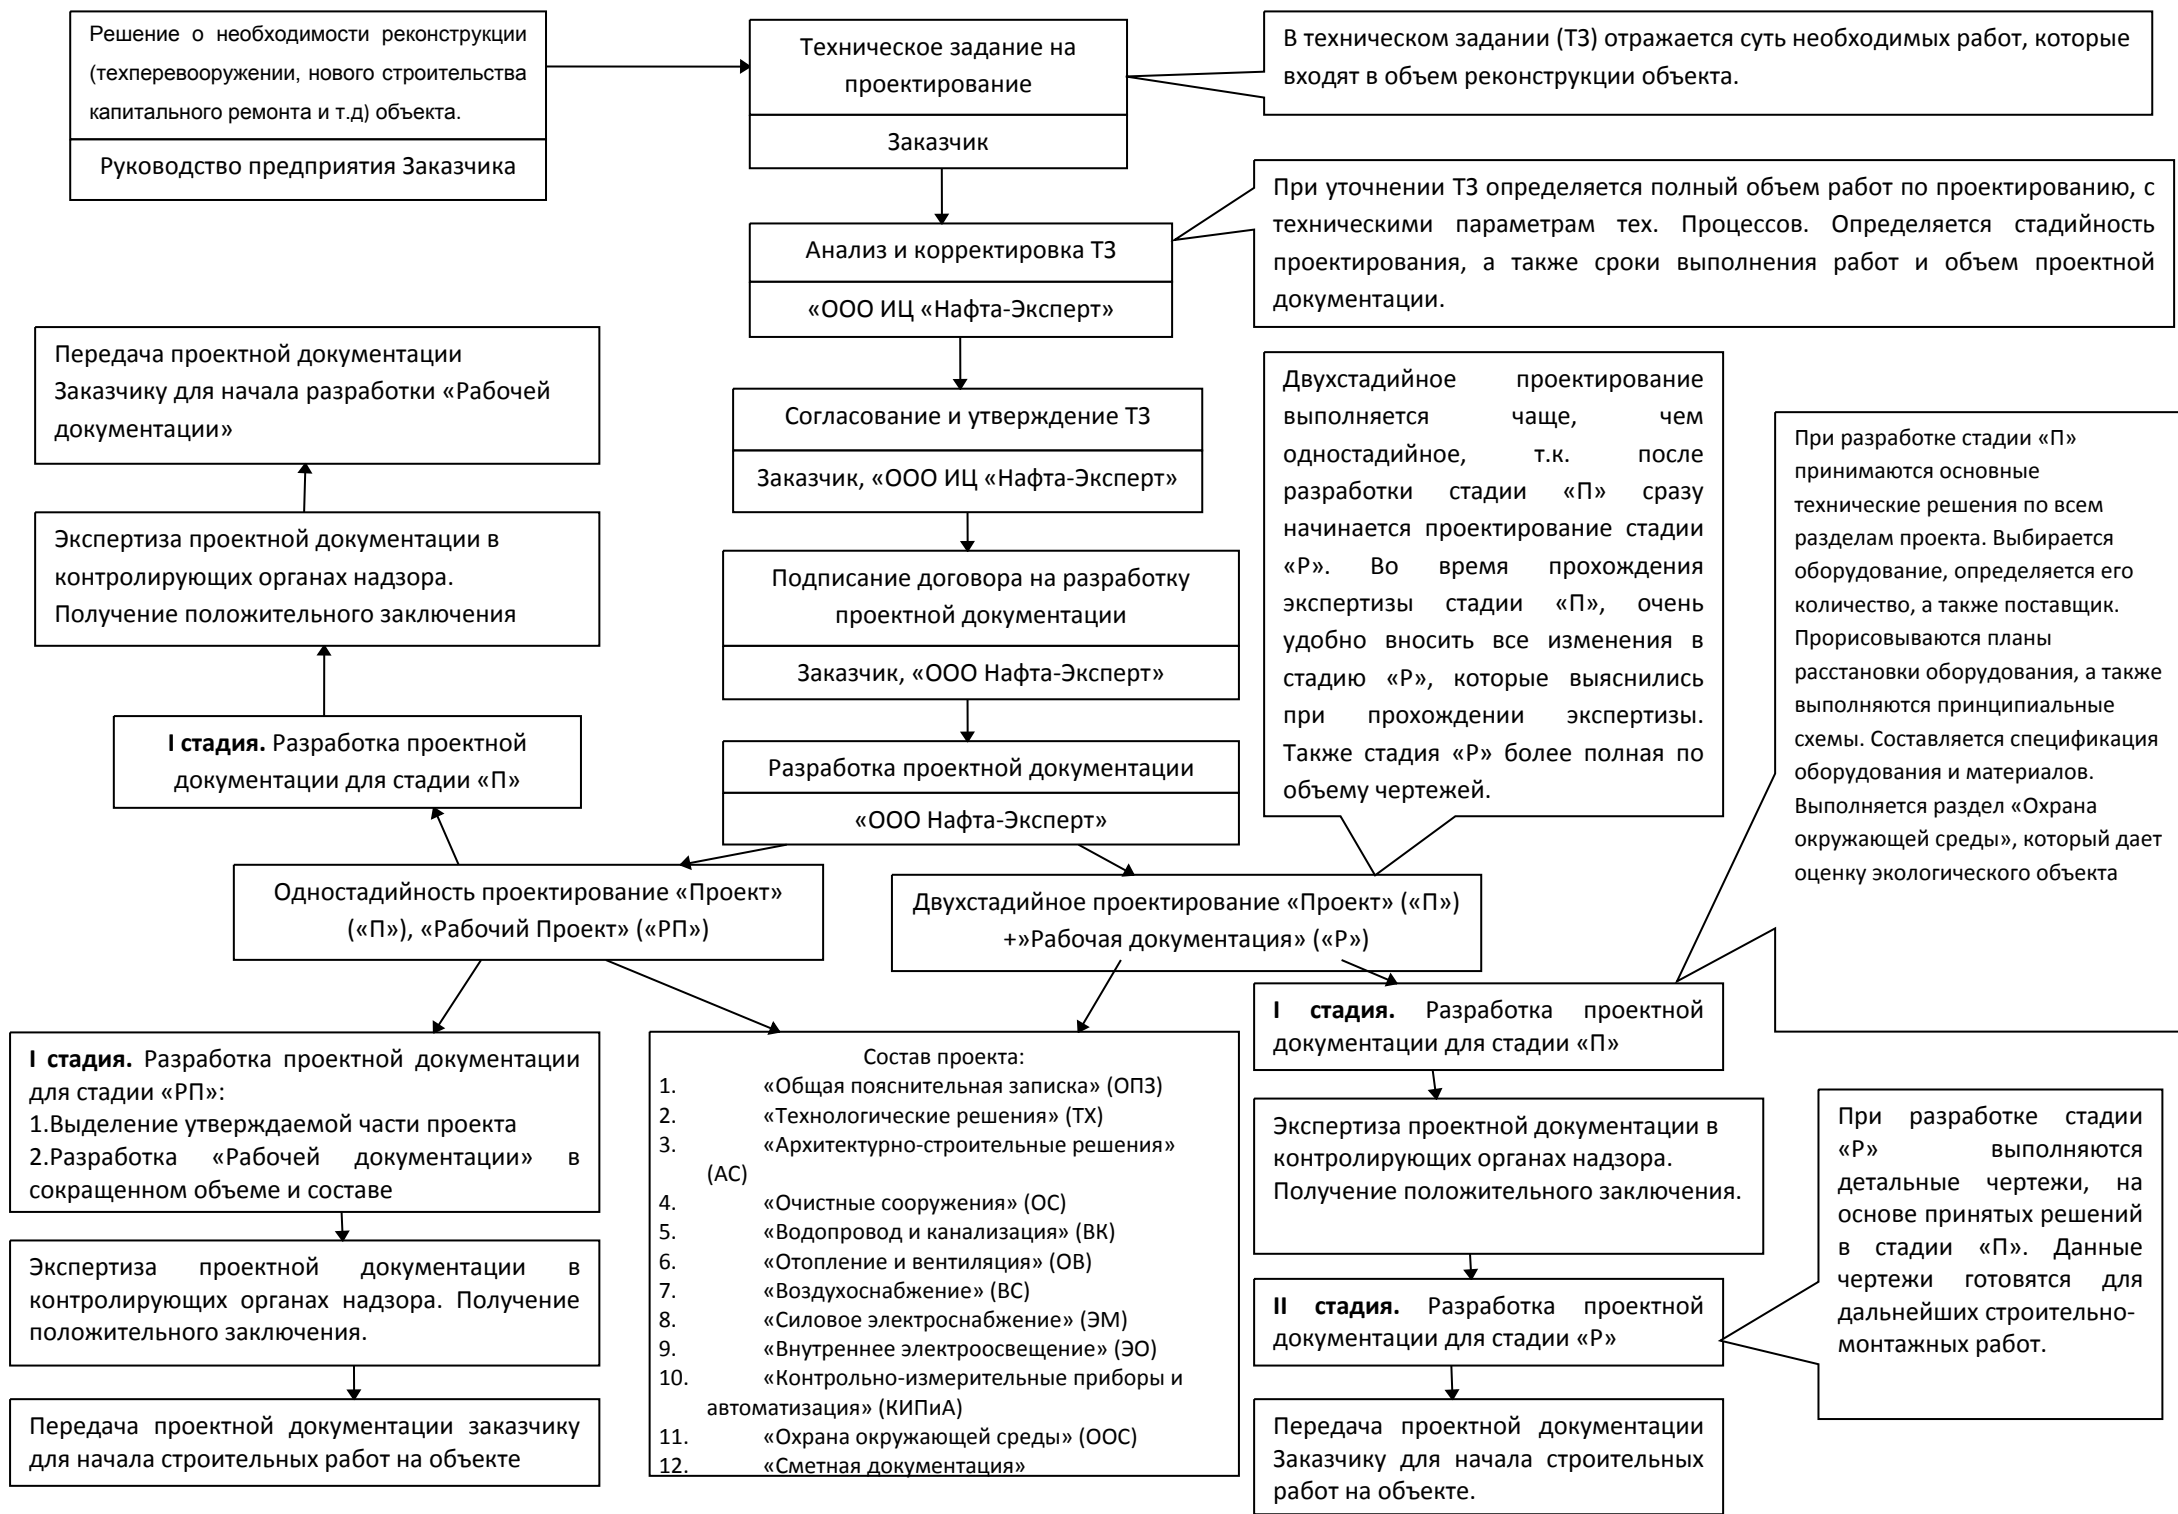 Решение о необходимости реконструкции
(техперевооружении, нового строительства
капитального ремонта и т.д) объекта.
Руководство предприятия Заказчика
Техническое задание на
проектирование
Заказчик
В техническом задании (ТЗ) отражается суть необходимых работ, которые
входят в объем реконструкции объекта.
Анализ и корректировка ТЗ
«ООО ИЦ «Нафта-Эксперт»
При уточнении ТЗ определяется полный объем работ по проектированию, с
техническими параметрам тех. Процессов. Определяется стадийность
проектирования, а также сроки выполнения работ и объем проектной
документации.
Согласование и утверждение ТЗ
Заказчик, «ООО ИЦ «Нафта-Эксперт»
Подписание договора на разработку
проектной документации
Заказчик, «ООО Нафта-Эксперт»
Разработка проектной документации
«ООО Нафта-Эксперт»
Передача проектной документации
Заказчику для начала разработки «Рабочей
документации»
Экспертиза проектной документации в
контролирующих органах надзора.
Получение положительного заключения
I стадия. Разработка проектной
документации для стадии «П»
Одностадийность проектирование «Проект»
(«П»), «Рабочий Проект» («РП»)
Двухстадийное проектирование
выполняется чаще, чем
одностадийное, т.к. после
разработки стадии «П» сразу
начинается проектирование стадии
«Р». Во время прохождения
экспертизы стадии «П», очень
удобно вносить все изменения в
стадию «Р», которые выяснились
при прохождении экспертизы.
Также стадия «Р» более полная по
объему чертежей.
Двухстадийное проектирование «Проект» («П»)
+»Рабочая документация» («Р»)
При разработке стадии «П»
принимаются основные
технические решения по всем
разделам проекта. Выбирается
оборудование, определяется его
количество, а также поставщик.
Прорисовываются планы
расстановки оборудования, а также
выполняются принципиальные
схемы. Составляется спецификация
оборудования и материалов.
Выполняется раздел «Охрана
окружающей среды», который дает
оценку экологического объекта
I стадия. Разработка проектной документации
для стадии «РП»:
1.Выделение утверждаемой части проекта
2.Разработка «Рабочей документации» в
сокращенном объеме и составе
Экспертиза проектной документации в
контролирующих органах надзора. Получение
положительного заключения.
Передача проектной документации заказчику
для начала строительных работ на объекте
Состав проекта:
1. «Общая пояснительная записка» (ОПЗ)
2. «Технологические решения» (ТХ)
3. «Архитектурно-строительные решения»
(АС)
4. «Очистные сооружения» (ОС)
5. «Водопровод и канализация» (ВК)
6. «Отопление и вентиляция» (ОВ)
7. «Воздухоснабжение» (ВС)
8. «Силовое электроснабжение» (ЭМ)
9. «Внутреннее электроосвещение» (ЭО)
10. «Контрольно-измерительные приборы и
автоматизация» (КИПиА)
11. «Охрана окружающей среды» (ООС)
12. «Сметная документация»
I стадия. Разработка проектной
документации для стадии «П»
Экспертиза проектной документации в
контролирующих органах надзора.
Получение положительного заключения.
II стадия. Разработка проектной
документации для стадии «Р»
Передача проектной документации
Заказчику для начала строительных
работ на объекте.
При разработке стадии
«Р» выполняются
детальные чертежи, на
основе принятых решений
в стадии «П». Данные
чертежи готовятся для
дальнейших строительно-
монтажных работ.